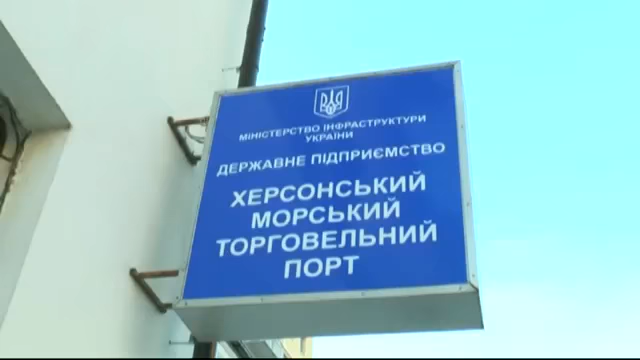 МІНІСТЕРСТВО ІНФРАСТРУКТУРИ
УКРАЇНИ
ДЕРЖАВНЕ ПІДПРИЄМСТВО
ХЕРСОНСЬКИЙ
МОРСЬКИЙ
ТОРГОВЕЛЬНИЙ
ПОРТ